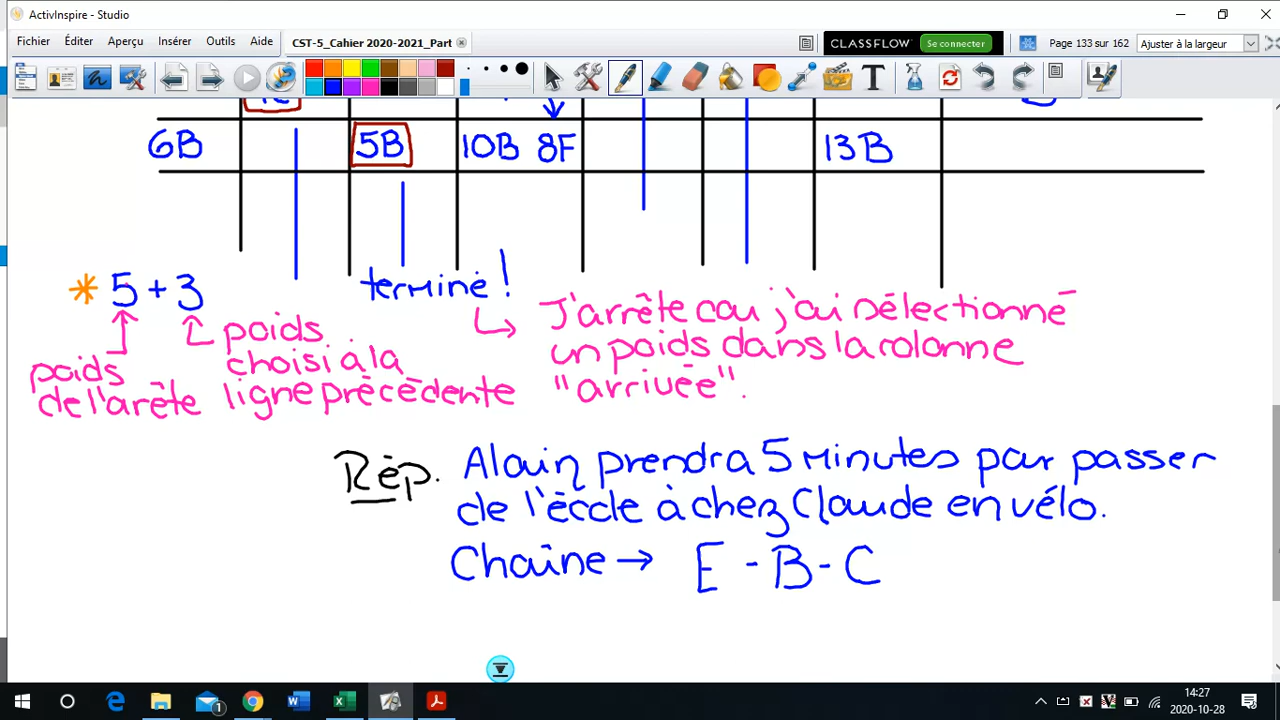 ActivInspire - Studio
Fichier Éditer Aperçu Insérer Outils Aide CST-5_Cahier 2020-2021_Part CLASSFLOW Se connecter Page 133 sur 162 Ajuster à la largeur
6B 5B 10B 8F 13B
* 5 + 3 terminé !
J'arrête car j'ai sélectionné
un poids dans la colonne
"arrivée".
poids
choisi à la
ligne précédente
poids
de l'arête
Rép. Alain prendra 5 minutes pour passer
de l'école à chez Claude en vélo.
Chaîne → E - B - C
14:27
2020-10-28